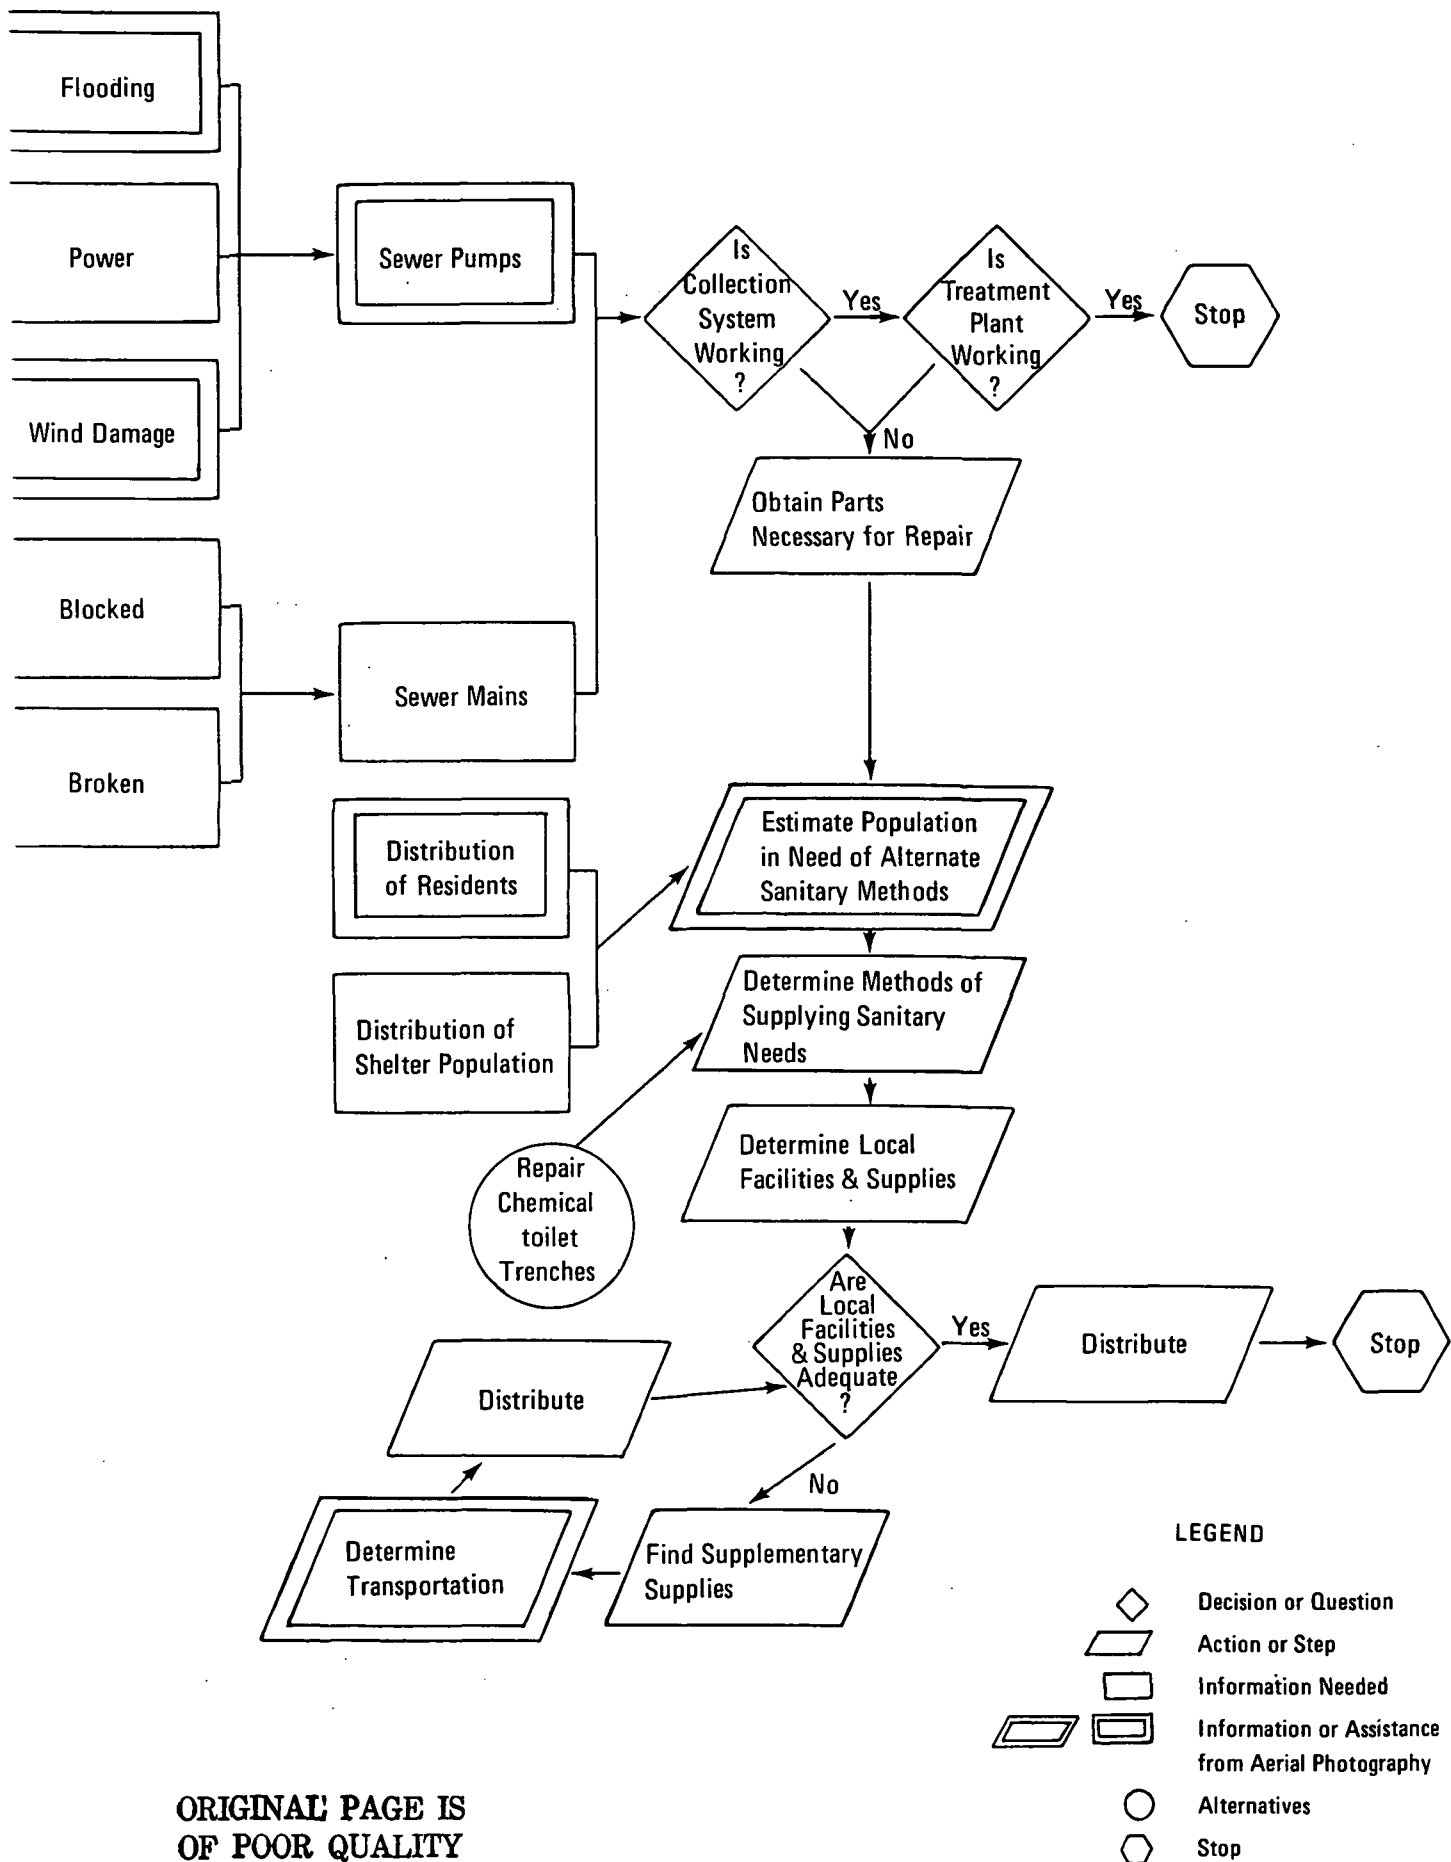 Flooding
Power
Wind Damage
Blocked
Broken
Sewer Pumps
Sewer Mains
Is
Collection
System
Working
?
Yes
Is
Treatment
Plant
Working
?
Yes
Stop
No
Obtain Parts
Necessary for Repair
Distribution
of Residents
Distribution of
Shelter Population
Estimate Population
in Need of Alternate
Sanitary Methods
Determine Methods of
Supplying Sanitary
Needs
Repair
Chemical
toilet
Trenches
Determine Local
Facilities & Supplies
Are
Local
Facilities
& Supplies
Adequate
?
Yes
Distribute
Stop
No
Find Supplementary
Supplies
Determine
Transportation
Distribute
LEGEND
Decision or Question
Action or Step
Information Needed
Information or Assistance
from Aerial Photography
Alternatives
Stop
ORIGINAL PAGE IS
OF POOR QUALITY